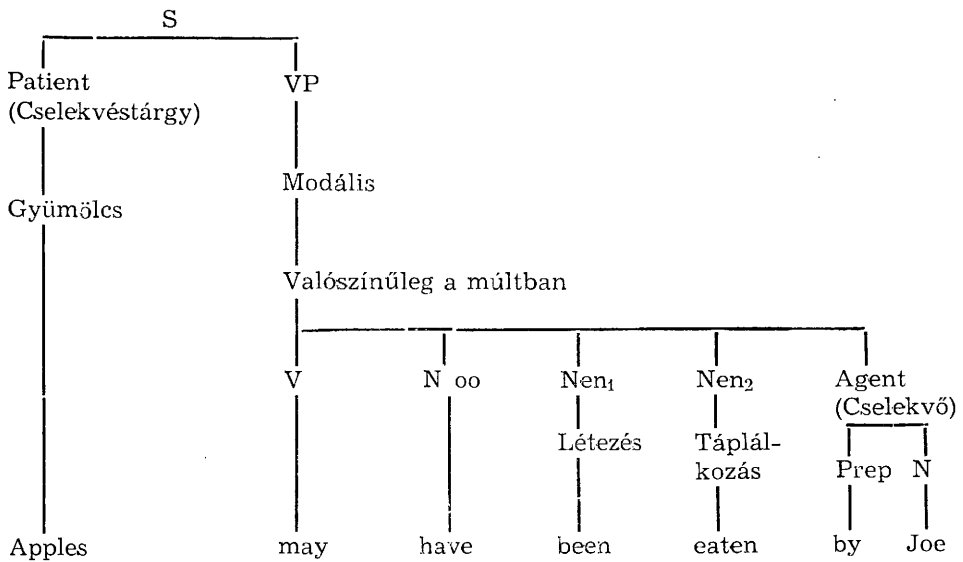 S
Patient VP
(Cselekvéstárgy)
Modális
Gyümölcs
Valószínűleg a múltban
V N oo Nen₁ Nen₂ Agent
(Cselekvő)
Létezés Táplál-
kozás
Prep N
Apples may have been eaten by Joe